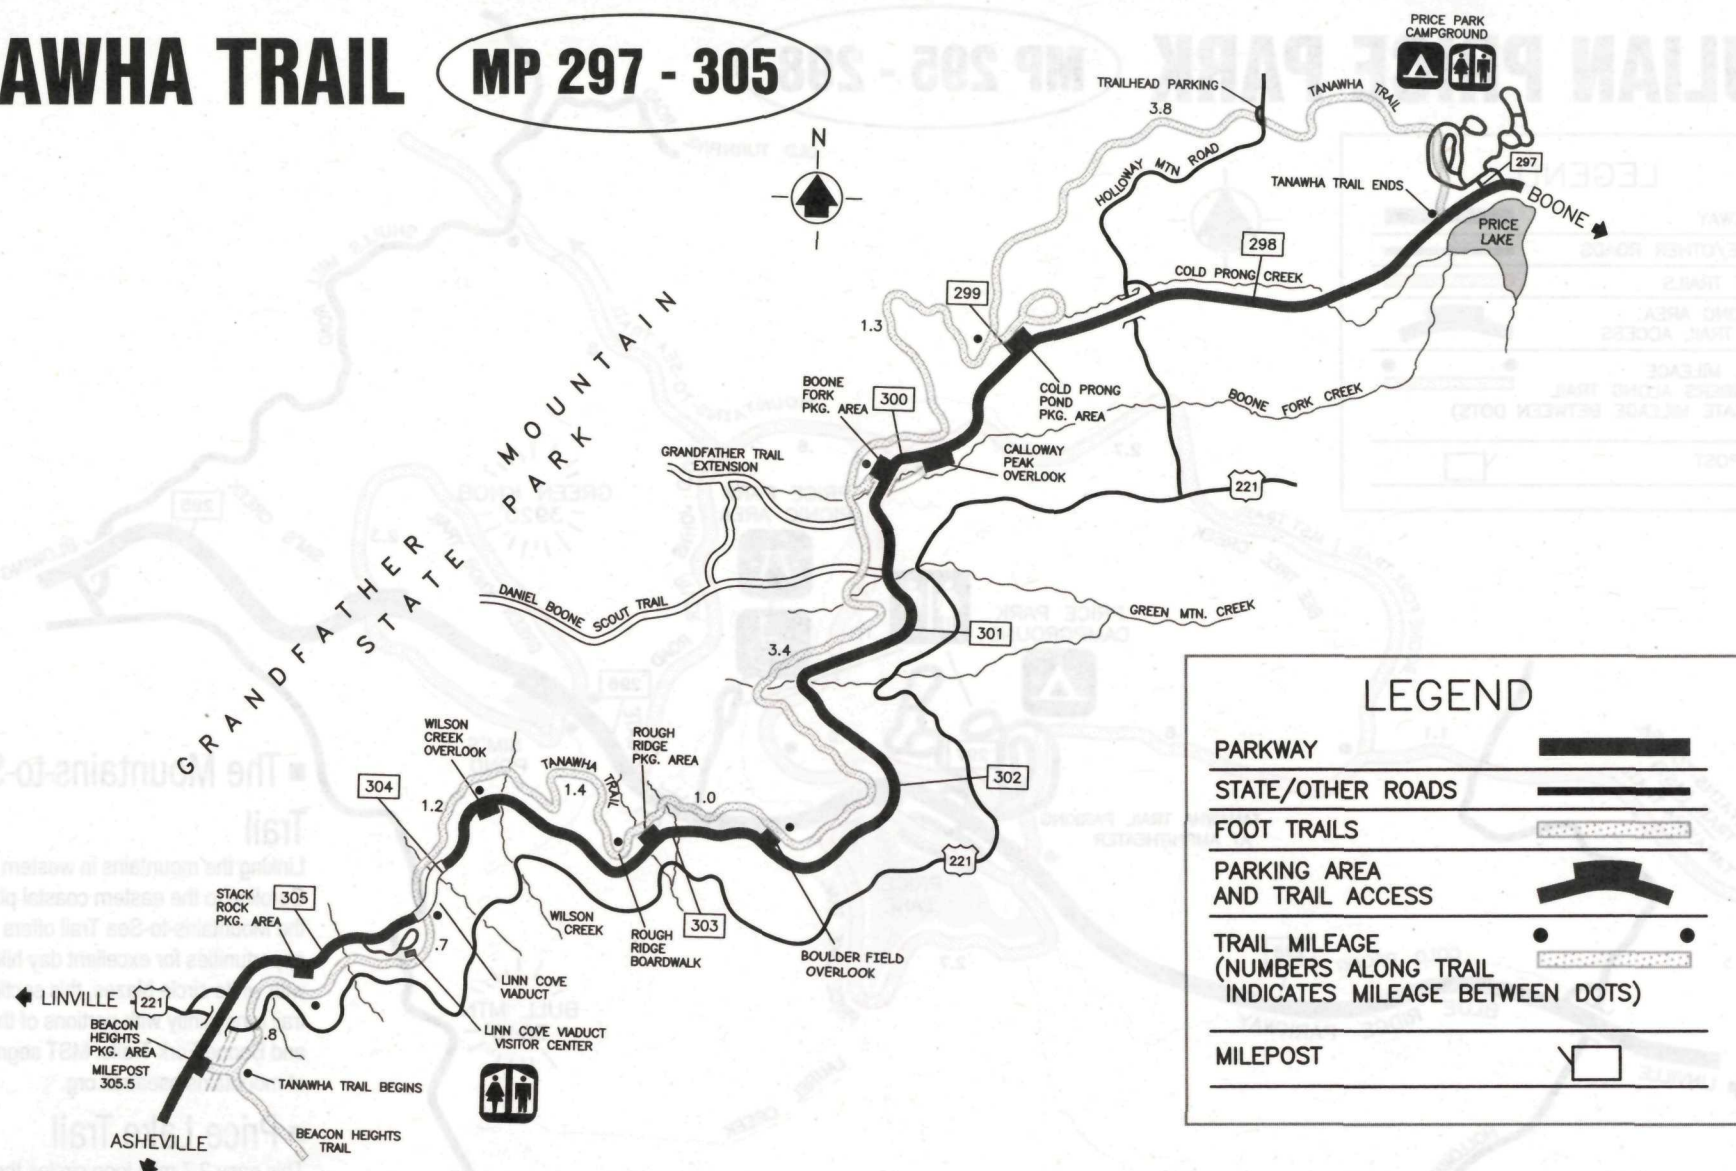 AWHA TRAIL
MP 297 - 305
N
PRICE PARK
CAMPGROUND
TRAILHEAD PARKING
3.8
TANAWHA TRAIL
HOLLOWAY MTN ROAD
TANAWHA TRAIL ENDS
297
BOONE
PRICE
LAKE
298
COLD PRONG CREEK
299
1.3
BOONE
FORK
PKG. AREA
300
COLD PRONG
POND
PKG. AREA
BOONE FORK CREEK
CALLOWAY
PEAK
OVERLOOK
GRANDFATHER TRAIL
EXTENSION
221
GRANDFATHER MOUNTAIN
STATE PARK
DANIEL BOONE SCOUT TRAIL
GREEN MTN. CREEK
301
3.4
302
WILSON
CREEK
OVERLOOK
ROUGH
RIDGE
PKG. AREA
TANAWHA TRAIL
304
1.2
1.4
1.0
221
STACK
ROCK
PKG. AREA
305
.7
WILSON
CREEK
303
ROUGH
RIDGE
BOARDWALK
BOULDER FIELD
OVERLOOK
LINN COVE
VIADUCT
LINVILLE
221
LINN COVE VIADUCT
VISITOR CENTER
BEACON
HEIGHTS
PKG. AREA
MILEPOST
305.5
.8
TANAWHA TRAIL BEGINS
BEACON HEIGHTS
TRAIL
ASHEVILLE
LEGEND
PARKWAY
STATE/OTHER ROADS
FOOT TRAILS
PARKING AREA
AND TRAIL ACCESS
TRAIL MILEAGE
(NUMBERS ALONG TRAIL
INDICATES MILEAGE BETWEEN DOTS)
MILEPOST